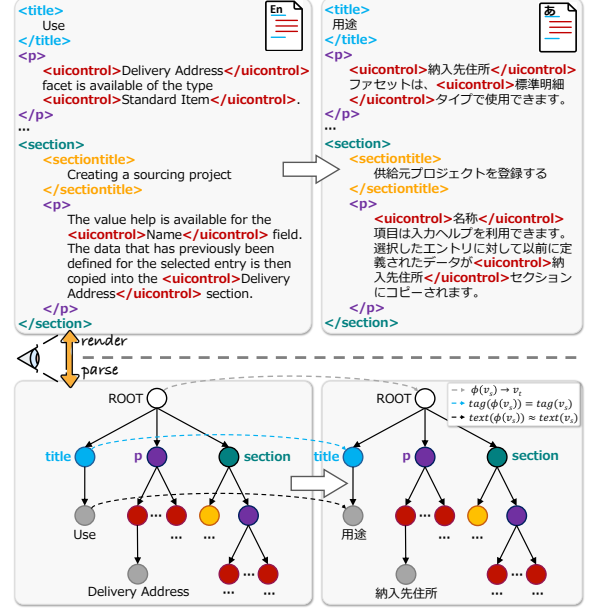 En
<title>
Use
</title>
<p>
<uicontrol>Delivery Address</uicontrol>
facet is available of the type
<uicontrol>Standard Item</uicontrol>.
</p>
...
<section>
<sectiontitle>
Creating a sourcing project
</sectiontitle>
<p>
The value help is available for the
<uicontrol>Name</uicontrol> field.
The data that has previously been
defined for the selected entry is then
copied into the <uicontrol>Delivery
Address</uicontrol> section.
</p>
</section>
あ
<title>
用途
</title>
<p>
<uicontrol>納入先住所</uicontrol>
ファセットは、<uicontrol>標準明細
</uicontrol>タイプで使用できます。
</p>
...
<section>
<sectiontitle>
供給元プロジェクトを登録する
</sectiontitle>
<p>
<uicontrol>名称</uicontrol>
項目は入力ヘルプを利用できます。
選択したエントリに対して以前に定
義されたデータが<uicontrol>納
入先住所</uicontrol>セクション
にコピーされます。
</p>
</section>
render
parse
ROOT
title
p
section
Use
...
...
...
...
...
...
Delivery Address
... ...
ROOT
title
p
section
用途
...
...
...
...
...
納入先住所
... ...
ϕ(v_s) → v_t
tag(ϕ(v_s)) = tag(v_s)
text(ϕ(v_s)) ≈ text(v_s)